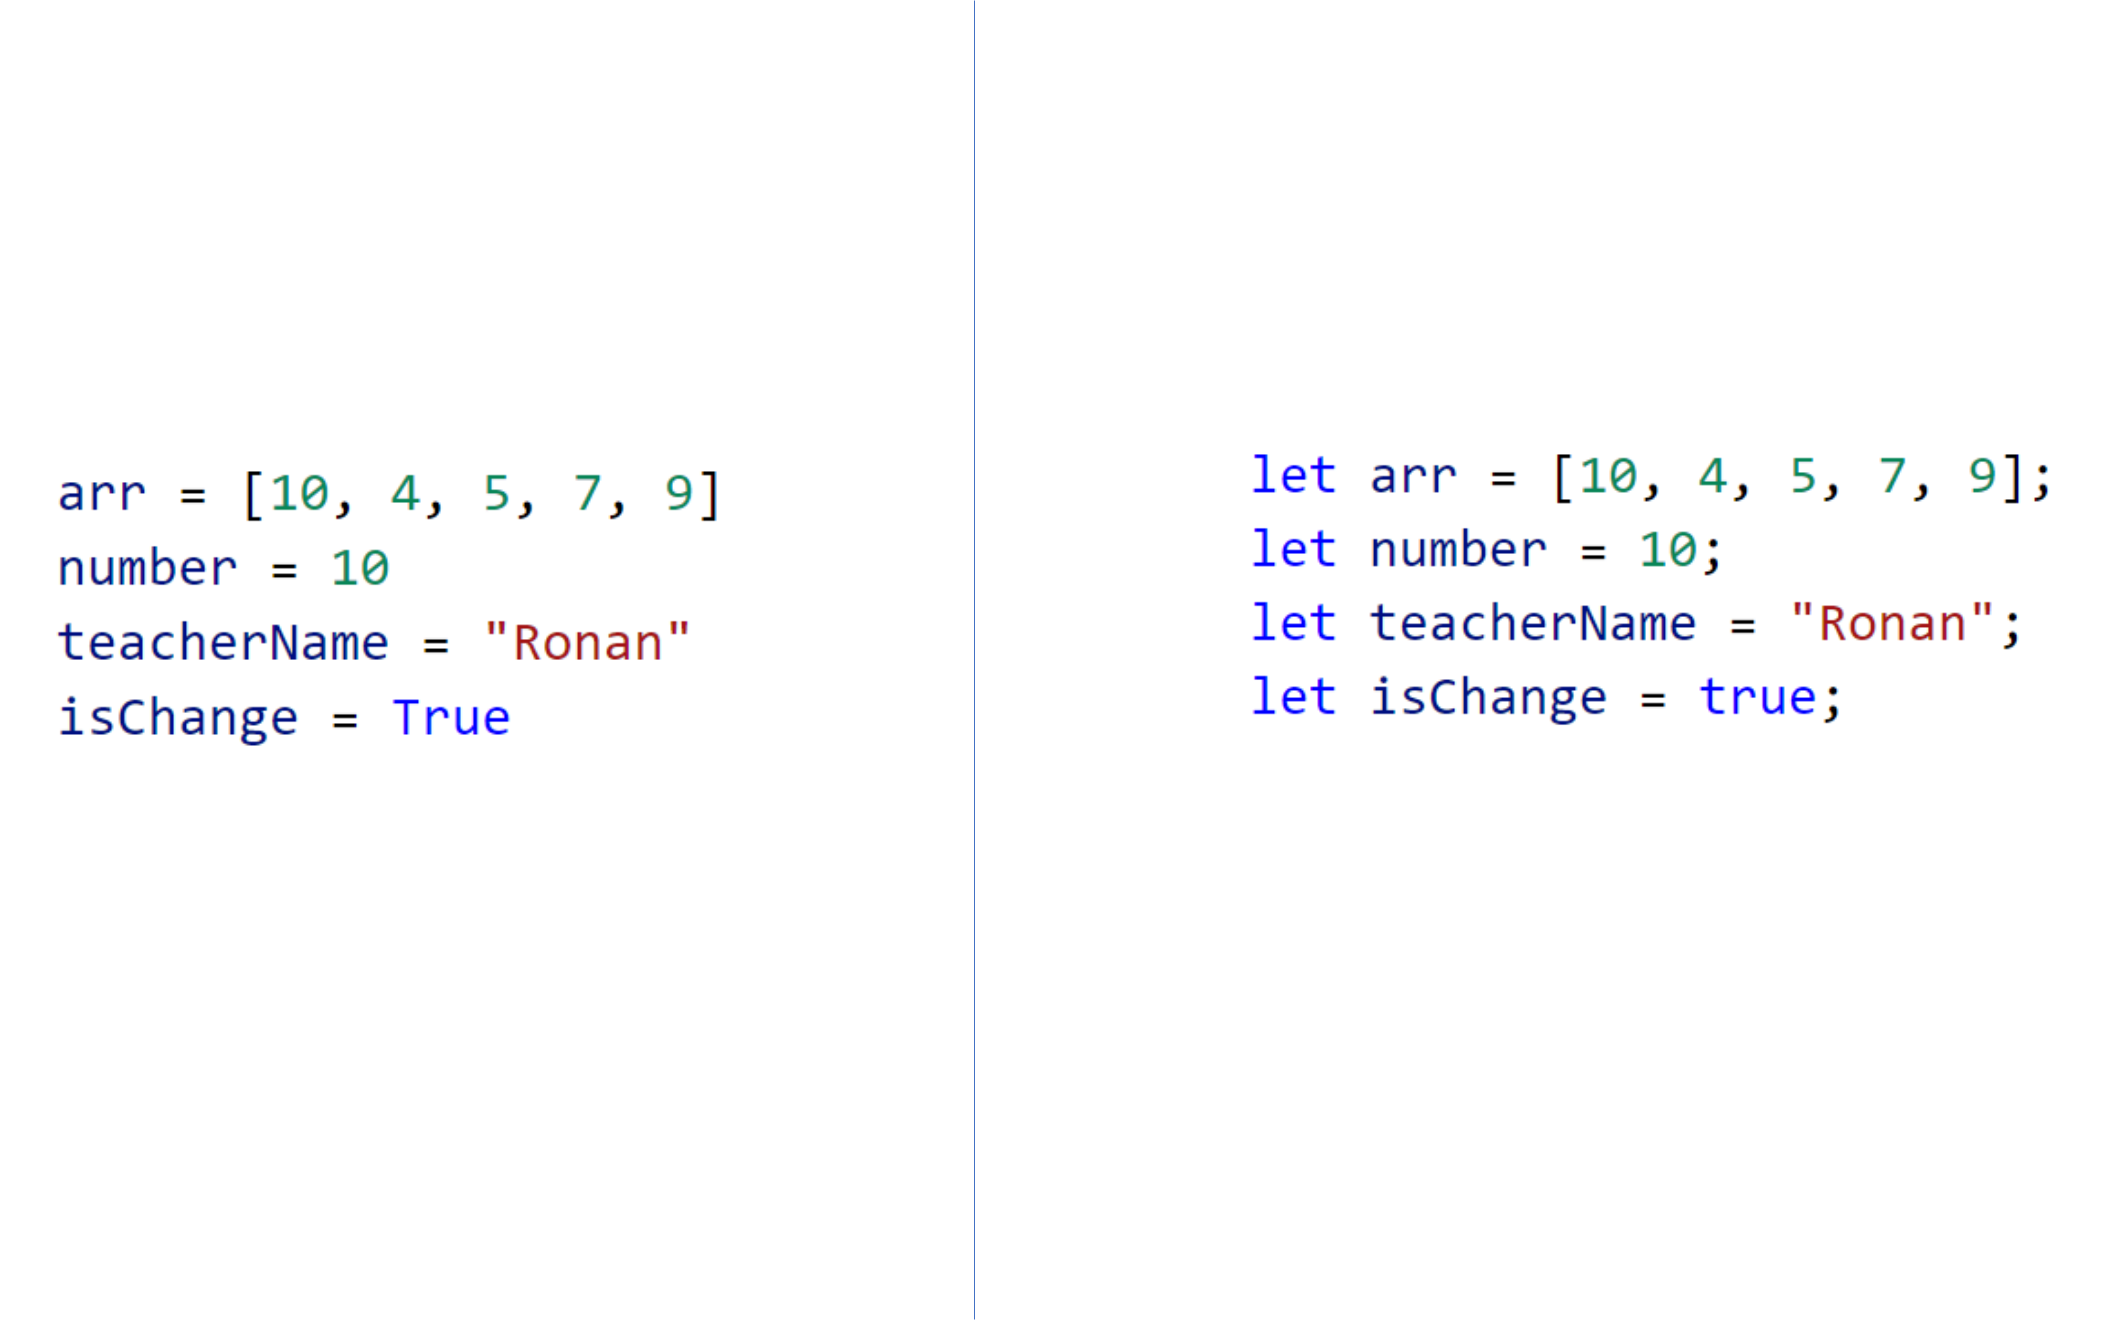 arr = [10, 4, 5, 7, 9]
number = 10
teacherName = "Ronan"
isChange = True
let arr = [10, 4, 5, 7, 9];
let number = 10;
let teacherName = "Ronan";
let isChange = true;